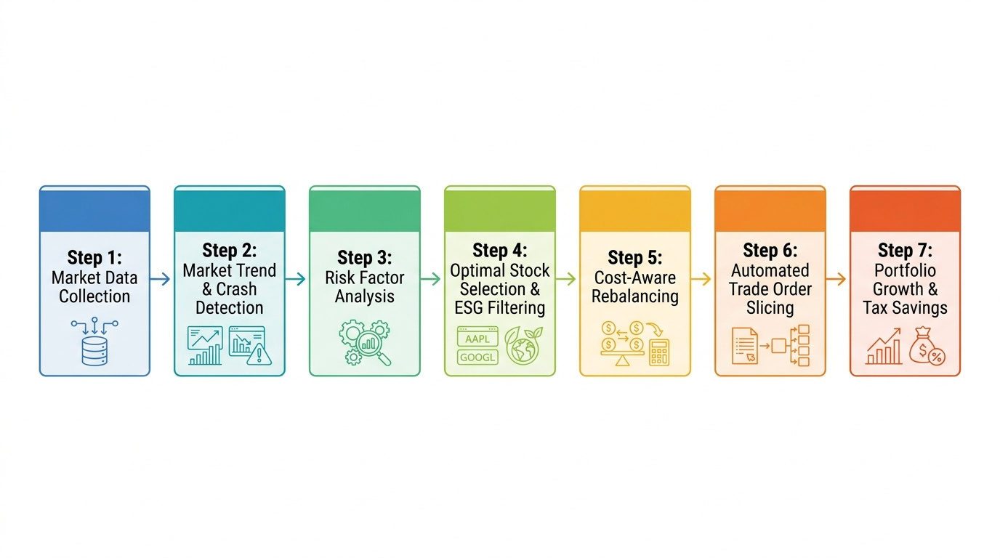 Step 1:
Market Data
Collection
Step 2:
Market Trend
& Crash
Detection
Step 3:
Risk Factor
Analysis
Step 4:
Optimal Stock
Selection &
ESG Filtering
AAPL
GOOGL
Step 5:
Cost-Aware
Rebalancing
$ $
$ $
Step 6:
Automated
Trade Order
Slicing
Step 7:
Portfolio
Growth &
Tax Savings
$ %